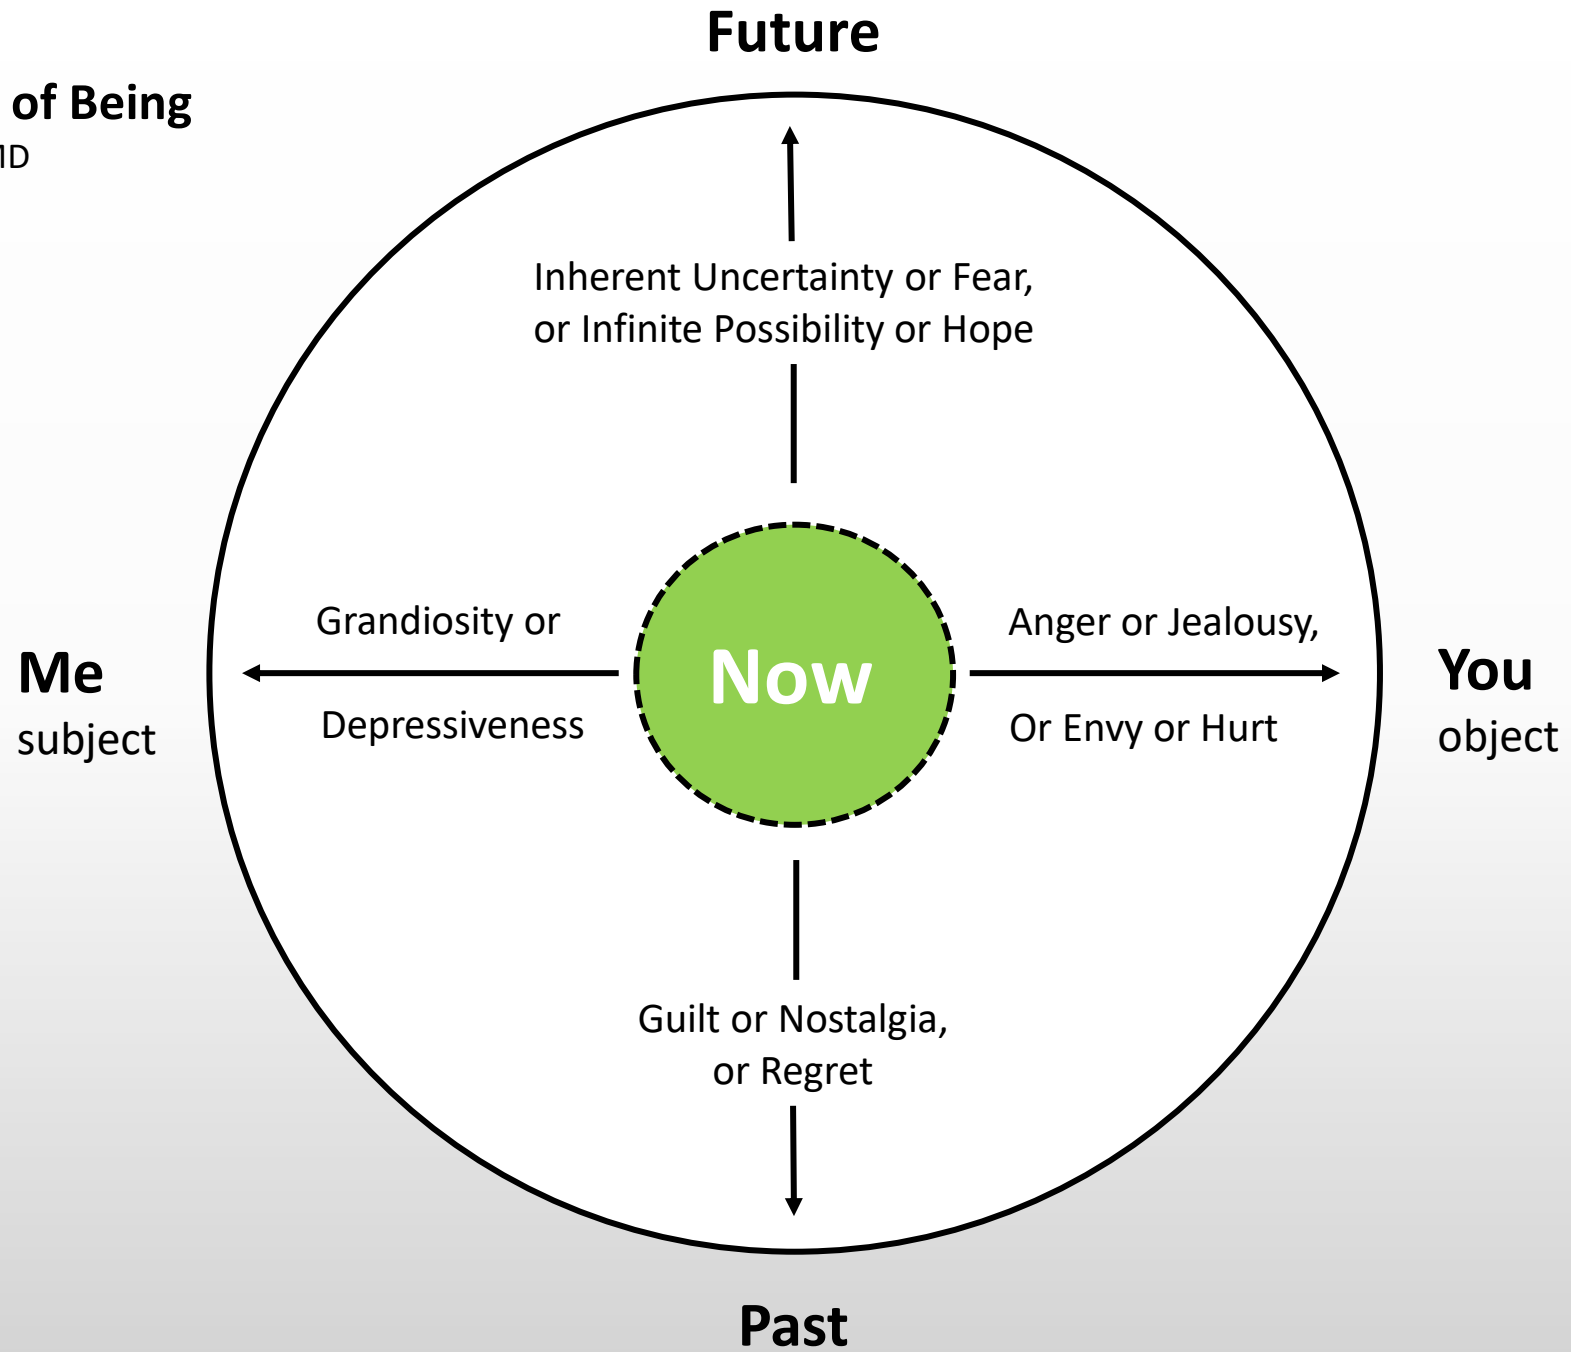 Future
of Being
Inherent Uncertainty or Fear,
or Infinite Possibility or Hope
Grandiosity or
Anger or Jealousy,
Me
Now
You
subject
Depressiveness
Or Envy or Hurt
object
Guilt or Nostalgia,
or Regret
Past